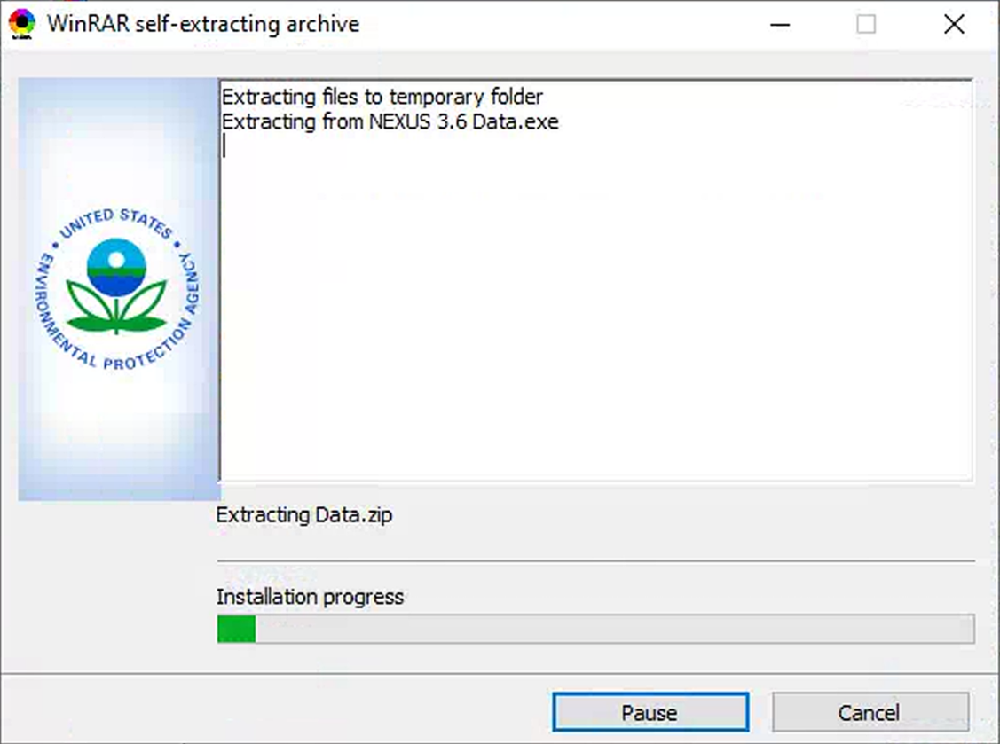 WinRAR self-extracting archive
Extracting files to temporary folder
Extracting from NEXUS 3.6 Data.exe
UNITED STATES
ENVIRONMENTAL PROTECTION AGENCY
Extracting Data.zip
Installation progress
Pause
Cancel